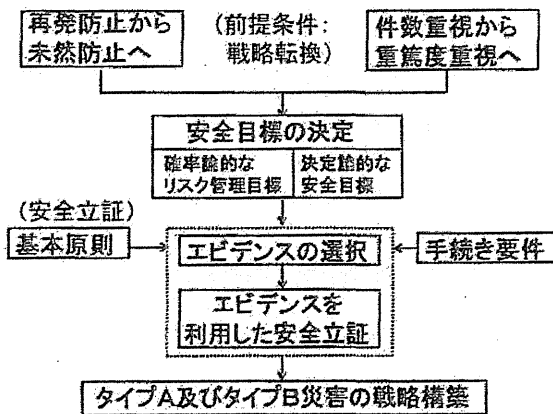 再発防止から
未然防止へ
(前提条件:
戦略転換)
件数重視から
重篤度重視へ
安全目標の決定
確率論的な
リスク管理目標
決定論的な
安全目標
(安全立証)
基本原則
エビデンスの選択
手続き要件
エビデンスを
利用した安全立証
タイプA及びタイプB災害の戦略構築